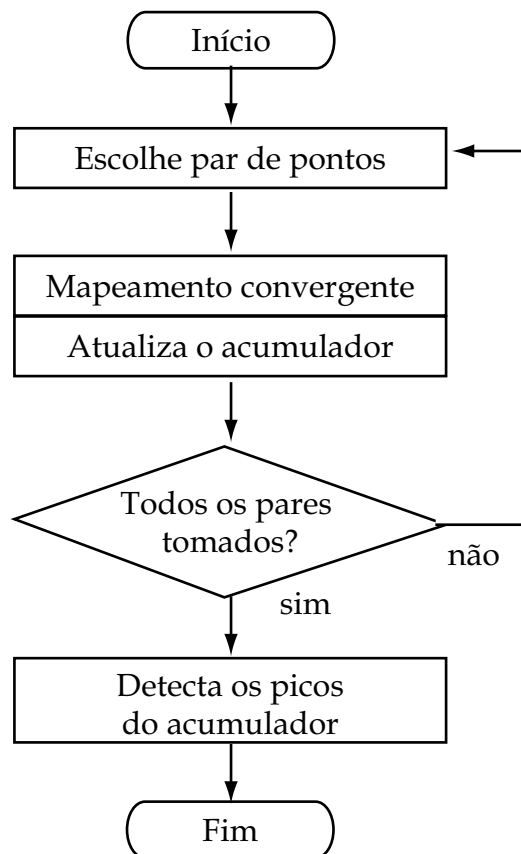 Início
Escolhe par de pontos
Mapeamento convergente
Atualiza o acumulador
Todos os pares
tomados?
não
sim
Detecta os picos
do acumulador
Fim